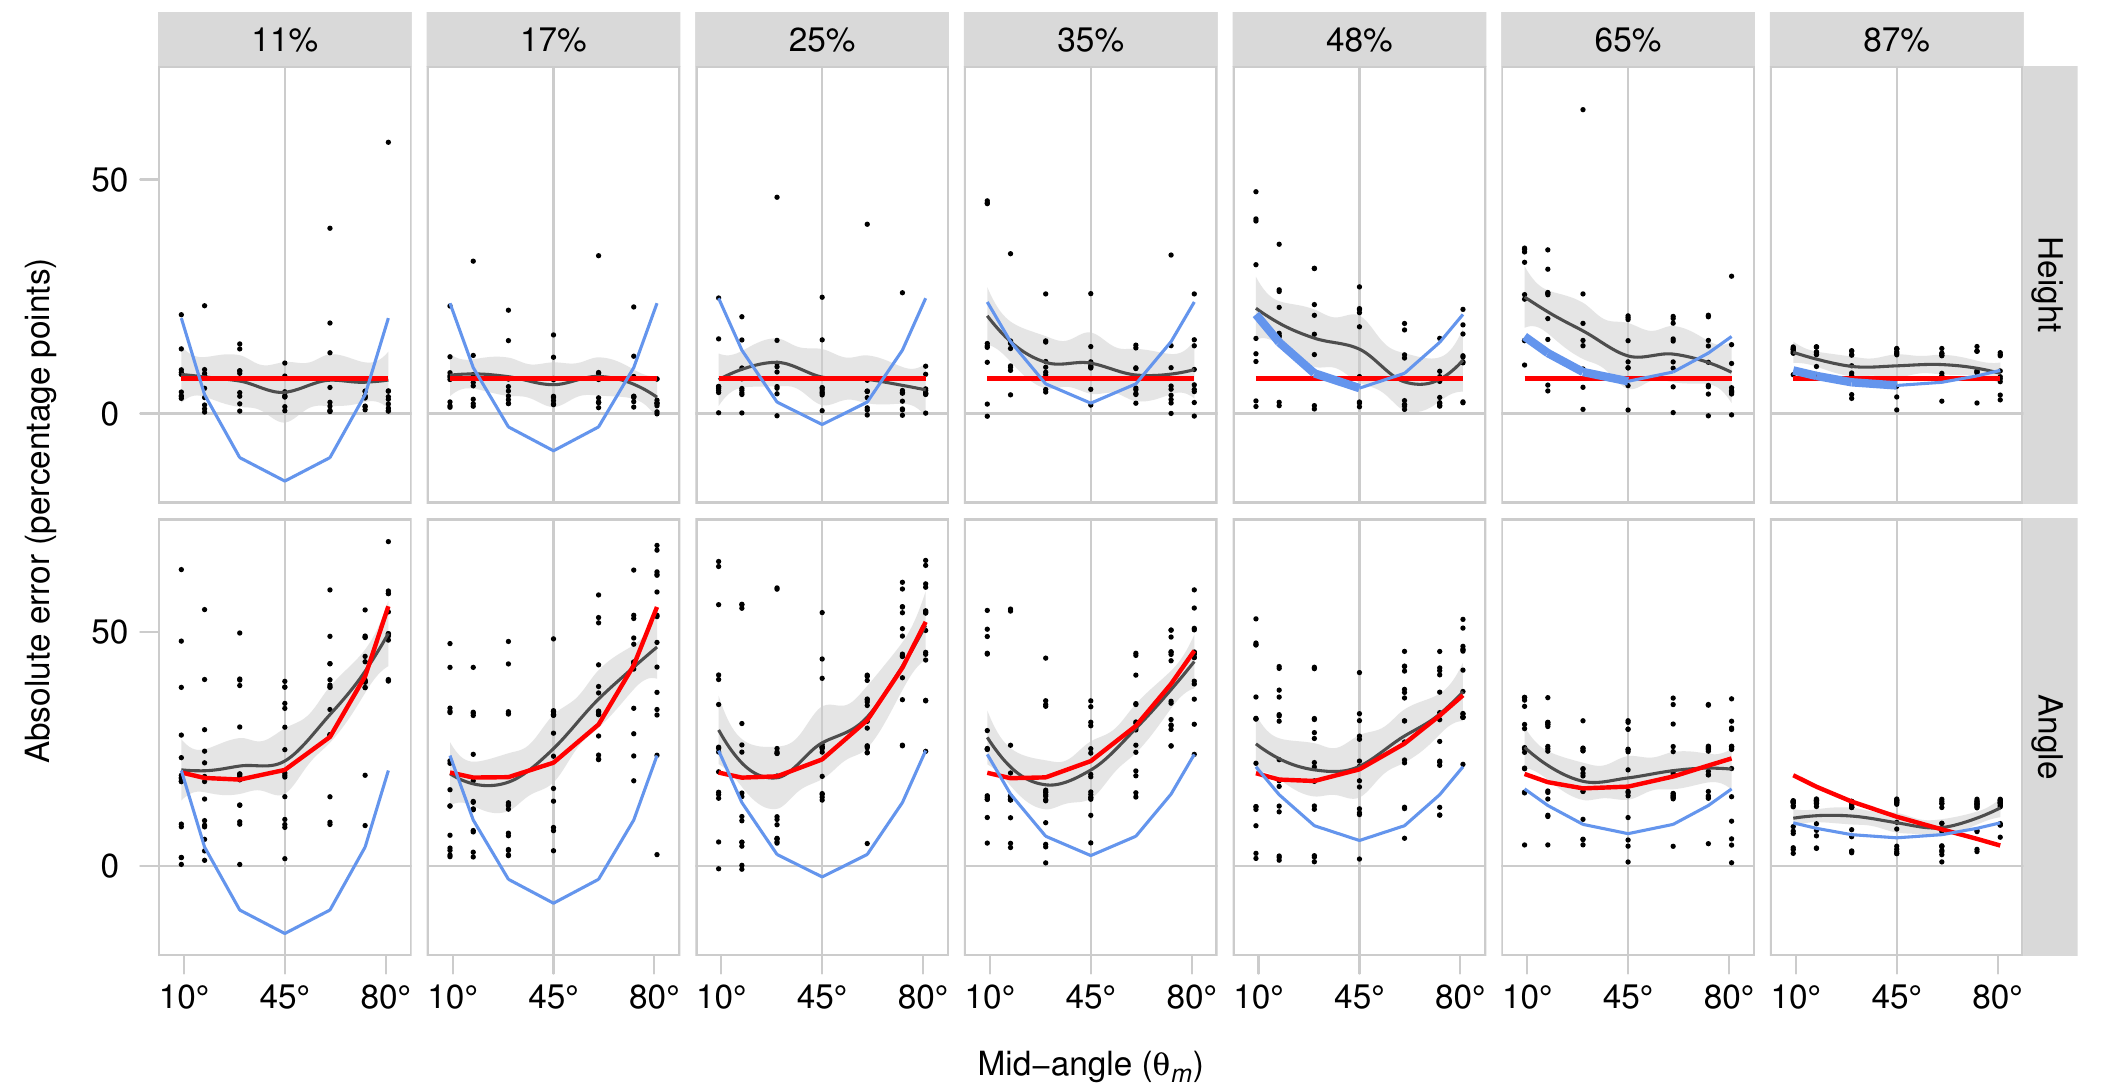 11% 17% 25% 35% 48% 65% 87%
50
0
Height
50
0
Angle
Absolute error (percentage points)
10° 45° 80° 10° 45° 80° 10° 45° 80° 10° 45° 80° 10° 45° 80° 10° 45° 80° 10° 45° 80°
Mid−angle (θm)